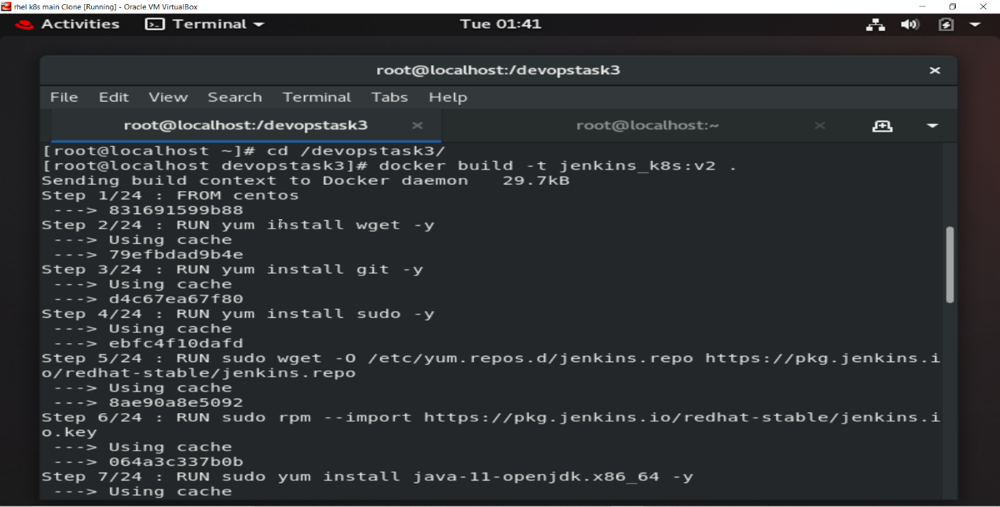 rhel k8s main Clone [Running] - Oracle VM VirtualBox
Activities Terminal Tue 01:41
root@localhost:/devopstask3
File Edit View Search Terminal Tabs Help
root@localhost:/devopstask3 root@localhost:~
[root@localhost ~]# cd /devopstask3/
[root@localhost devopstask3]# docker build -t jenkins_k8s:v2 .
Sending build context to Docker daemon   29.7kB
Step 1/24 : FROM centos
 ---> 831691599b88
Step 2/24 : RUN yum install wget -y
 ---> Using cache
 ---> 79efbdad9b4e
Step 3/24 : RUN yum install git -y
 ---> Using cache
 ---> d4c67ea67f80
Step 4/24 : RUN yum install sudo -y
 ---> Using cache
 ---> ebfc4f10dafd
Step 5/24 : RUN sudo wget -O /etc/yum.repos.d/jenkins.repo https://pkg.jenkins.i
o/redhat-stable/jenkins.repo
 ---> Using cache
 ---> 8ae90a8e5092
Step 6/24 : RUN sudo rpm --import https://pkg.jenkins.io/redhat-stable/jenkins.i
o.key
 ---> Using cache
 ---> 064a3c337b0b
Step 7/24 : RUN sudo yum install java-11-openjdk.x86_64 -y
 ---> Using cache